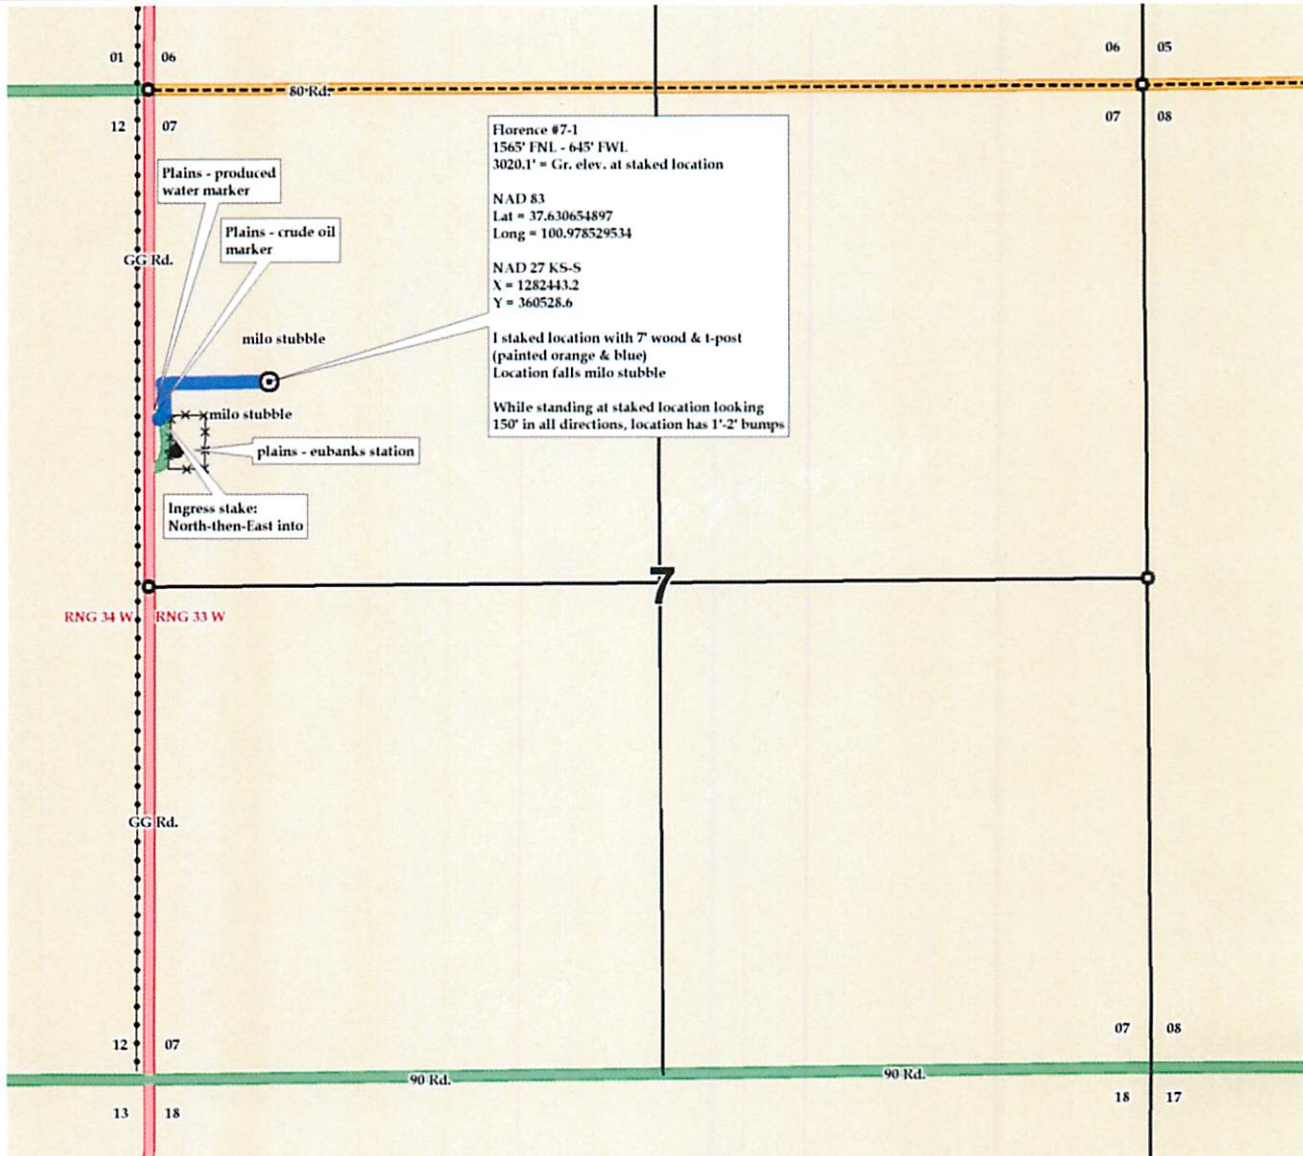 01 06
06 05
80 Rd.
12 07
07 08
Florence #7-1
1565' FNL - 645' FWL
3020.1' = Gr. elev. at staked location
NAD 83
Lat = 37.630654897
Long = 100.978529534
NAD 27 KS-S
X = 1282443.2
Y = 360528.6
I staked location with 7' wood & t-post
(painted orange & blue)
Location falls milo stubble
While standing at staked location looking
150' in all directions, location has 1'-2' bumps
Plains - produced
water marker
Plains - crude oil
marker
GG Rd.
milo stubble
milo stubble
plains - eubanks station
Ingress stake:
North-then-East into
7
RNG 34 W RNG 33 W
GG Rd.
12 07
07 08
90 Rd.
90 Rd.
13 18
18 17